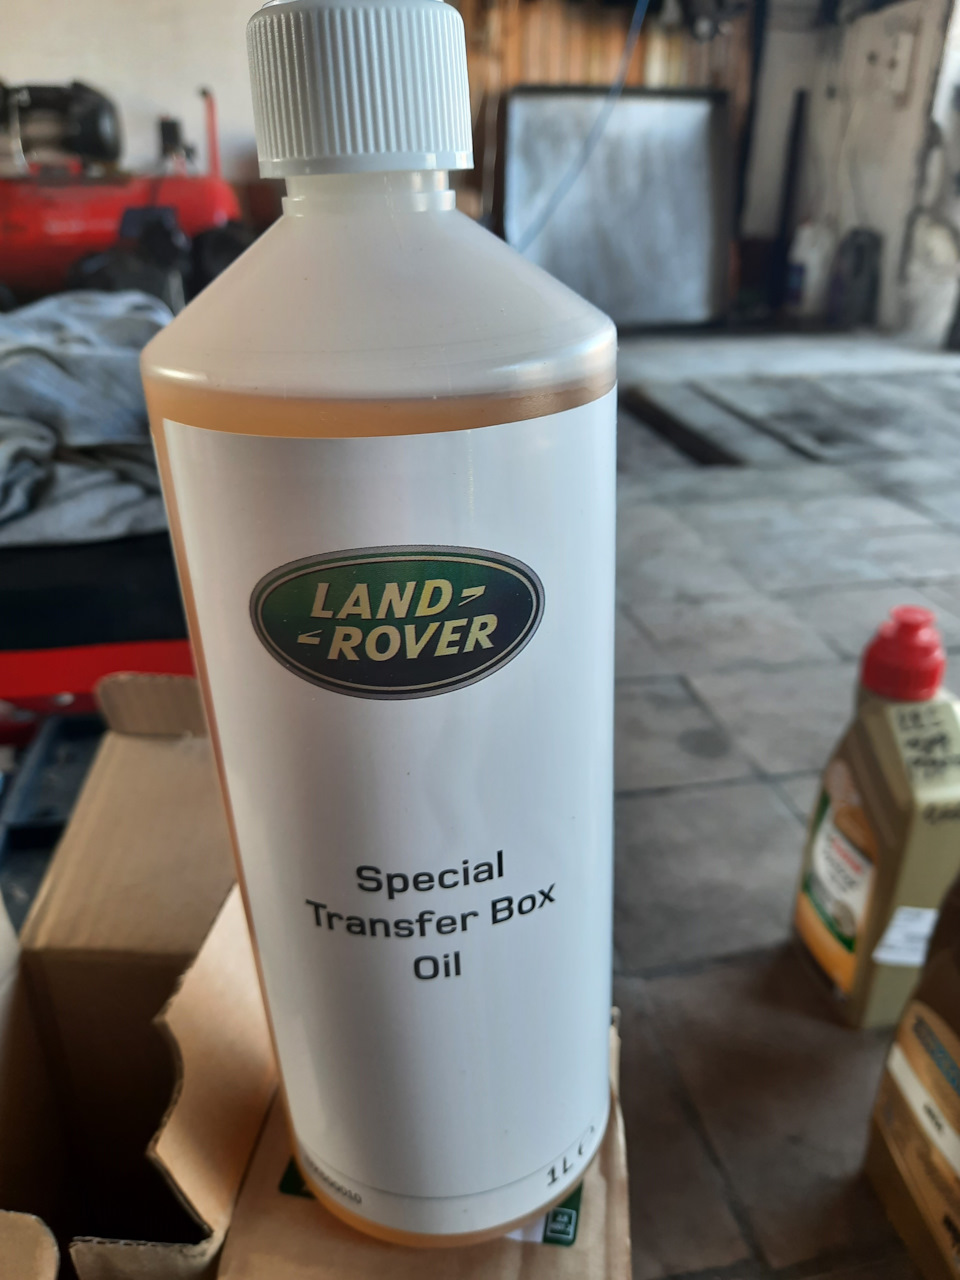 LAND
ROVER
Special
Transfer Box
Oil
1L ℮